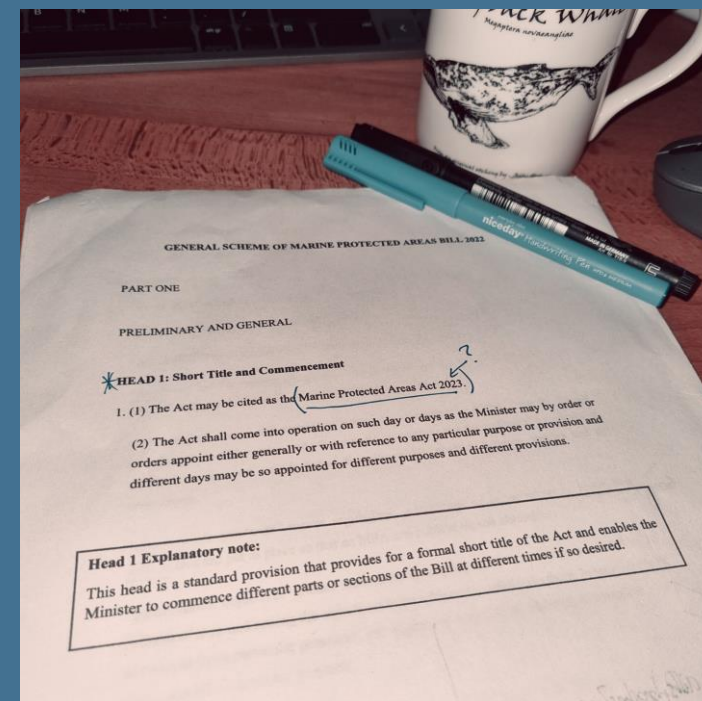 Megaptera novaeangliae
niceday Handwriting Pen
MADE IN GERMANY
GENERAL SCHEME OF MARINE PROTECTED AREAS BILL 2022
PART ONE
PRELIMINARY AND GENERAL
*HEAD 1: Short Title and Commencement
?
1. (1) The Act may be cited as the (Marine Protected Areas Act 2023.)
(2) The Act shall come into operation on such day or days as the Minister may by order or
orders appoint either generally or with reference to any particular purpose or provision and
different days may be so appointed for different purposes and different provisions.
Head 1 Explanatory note:
This head is a standard provision that provides for a formal short title of the Act and enables the
Minister to commence different parts or sections of the Bill at different times if so desired.